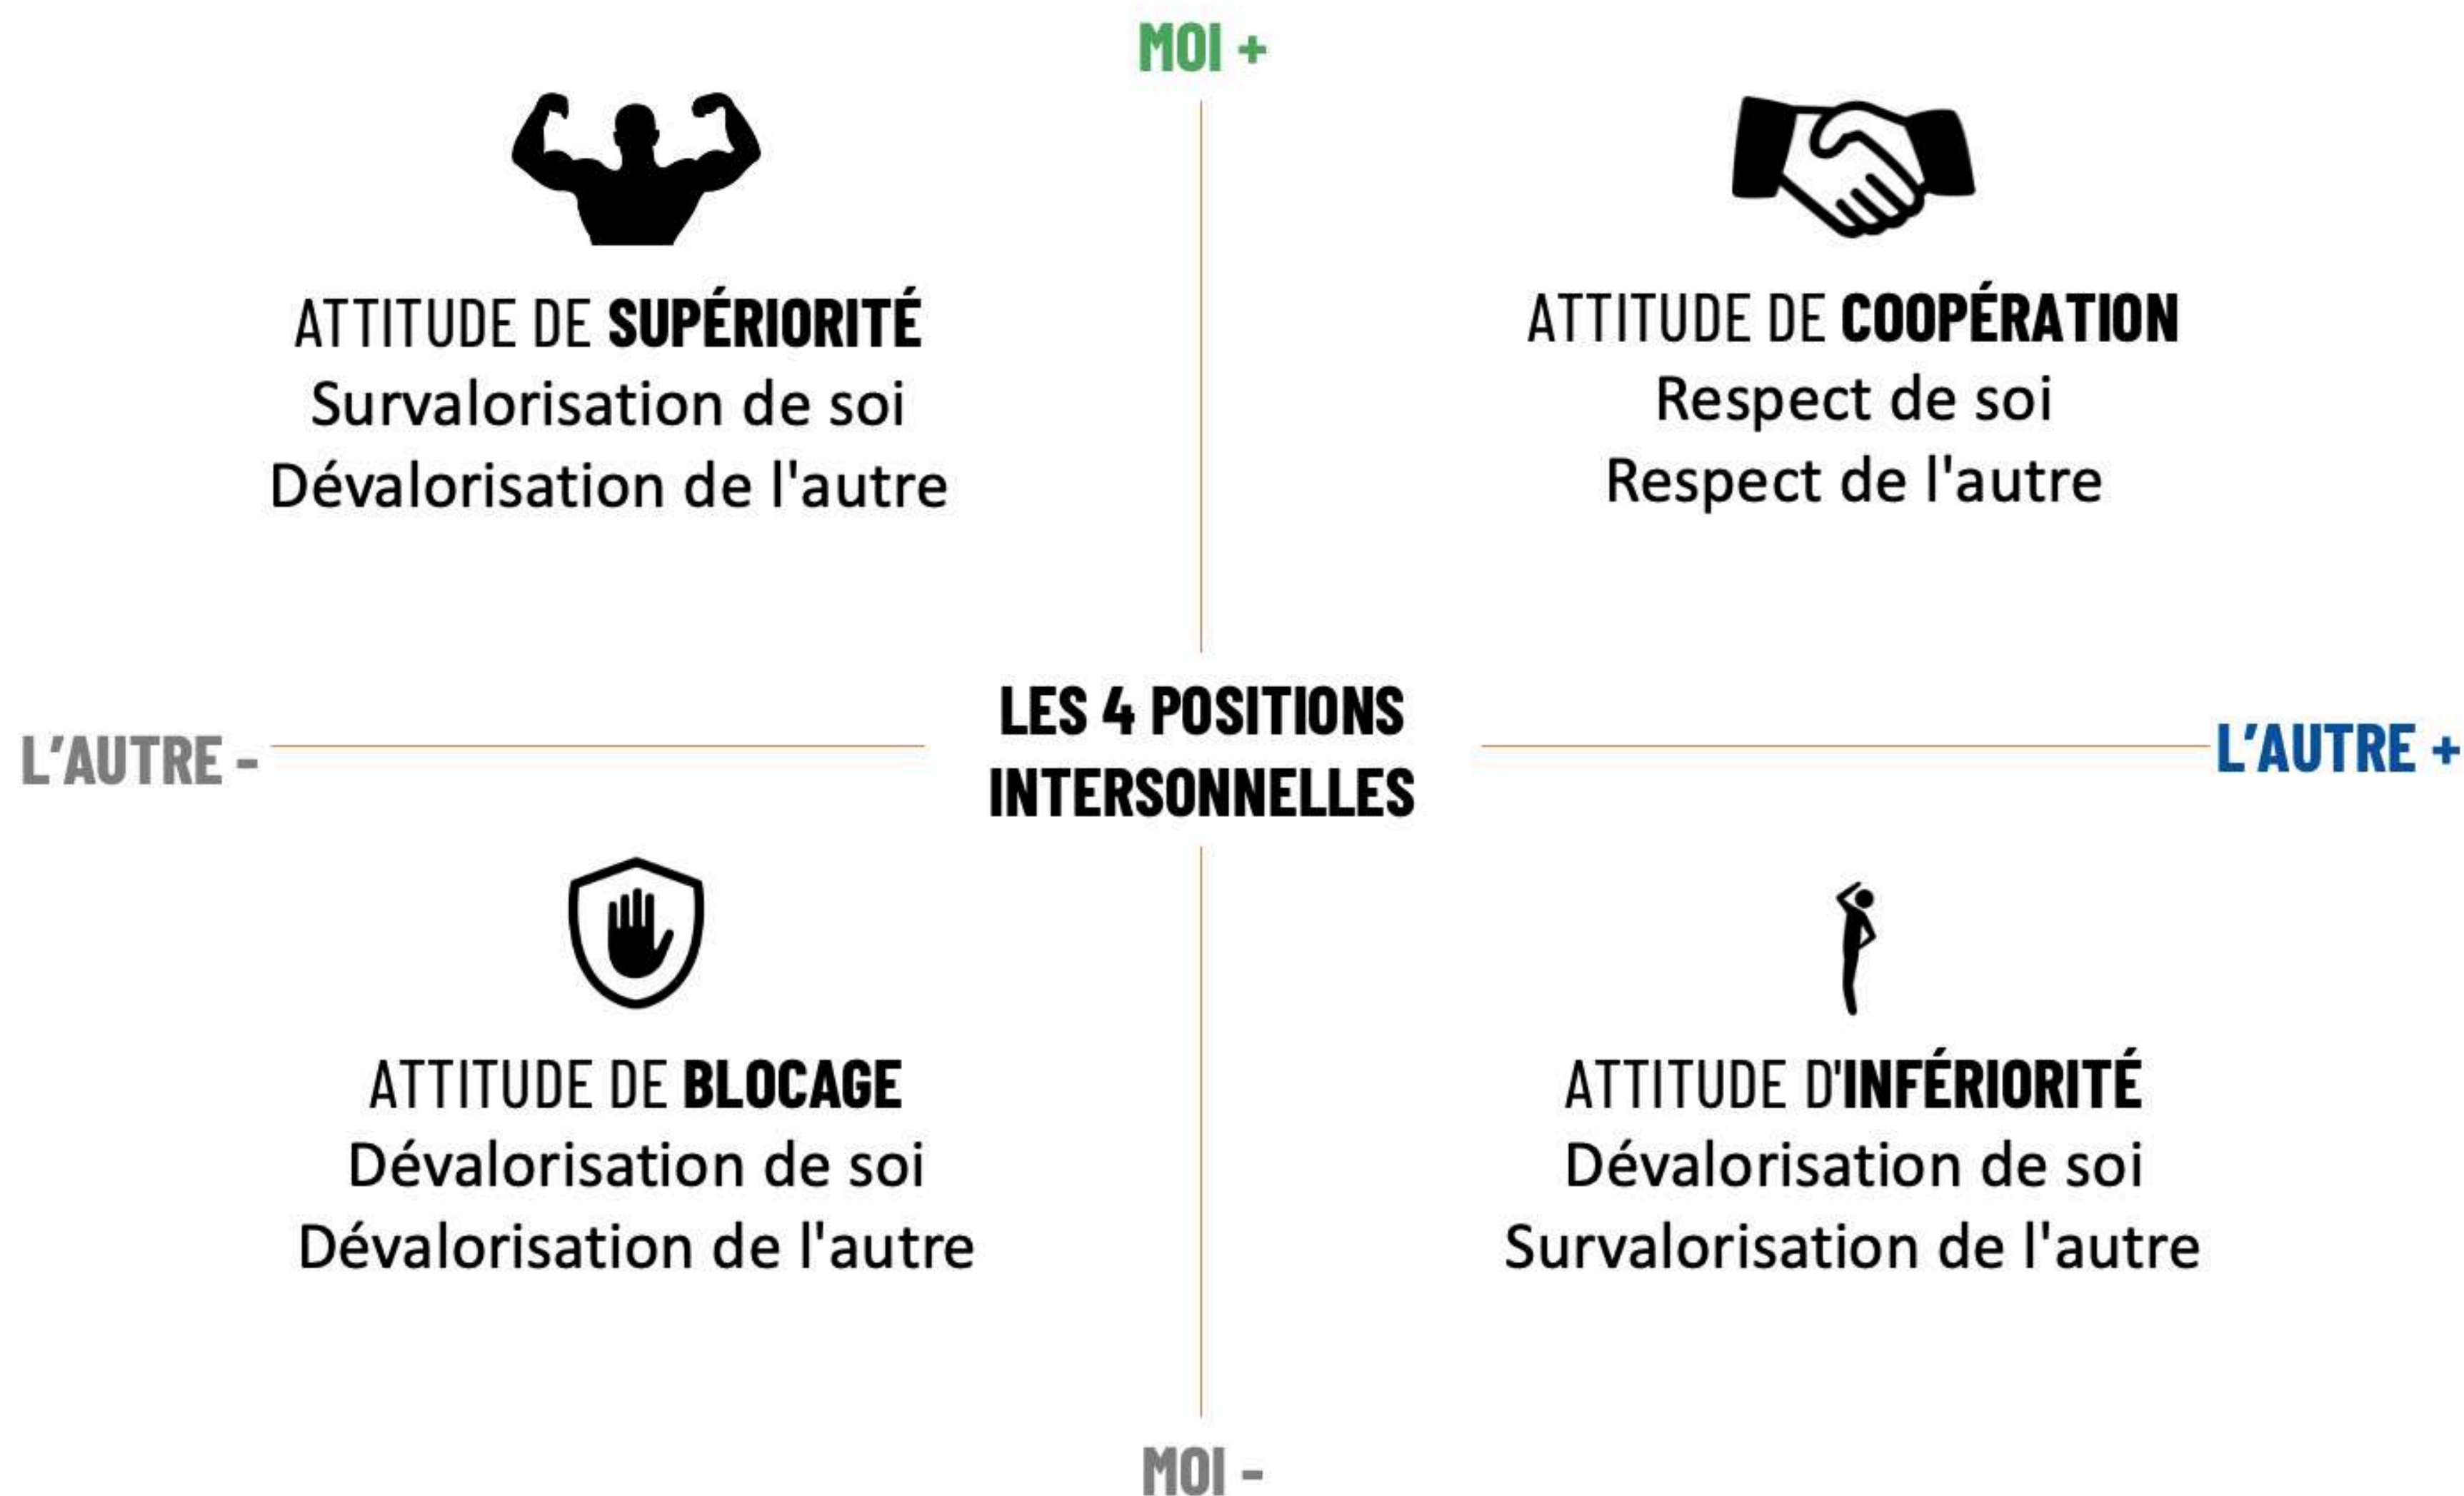 MOI +
ATTITUDE DE SUPÉRIORITÉ
Survalorisation de soi
Dévalorisation de l'autre
ATTITUDE DE COOPÉRATION
Respect de soi
Respect de l'autre
L'AUTRE -
LES 4 POSITIONS
INTERSONNELLES
L'AUTRE +
ATTITUDE DE BLOCAGE
Dévalorisation de soi
Dévalorisation de l'autre
ATTITUDE D'INFÉRIORITÉ
Dévalorisation de soi
Survalorisation de l'autre
MOI -